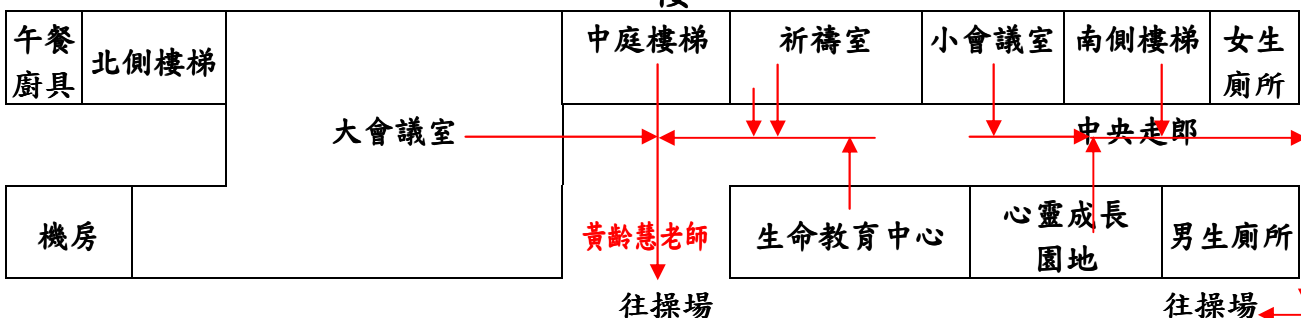 樓
午餐
廚具
北側樓梯
中庭樓梯
祈禱室
小會議室
南側樓梯
女生
廁所
大會議室
中央走郎
機房
黃齡慧老師
生命教育中心
心靈成長
園地
男生廁所
往操場
往操場